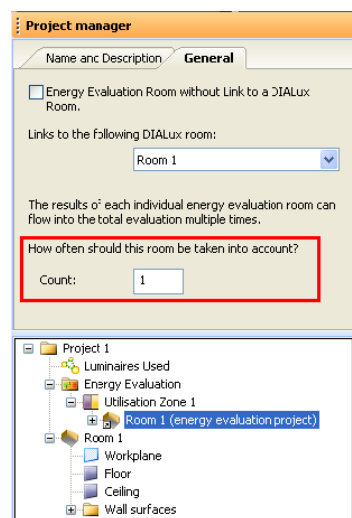 Project manager
Name anc Description
General
Energy Evaluation Room without Link to a DIALux
Room.
Links to the following DIALux room:
Room 1
The results of each individual energy evaluation room can
flow into the total evaluation multiple times.
How often should this room be taken into account?
Count:
1
Project 1
Luminaires Used
Energy Evaluation
Utilisation Zone 1
Room 1 (energy evaluation project)
Room 1
Workplane
Floor
Ceiling
Wall surfaces